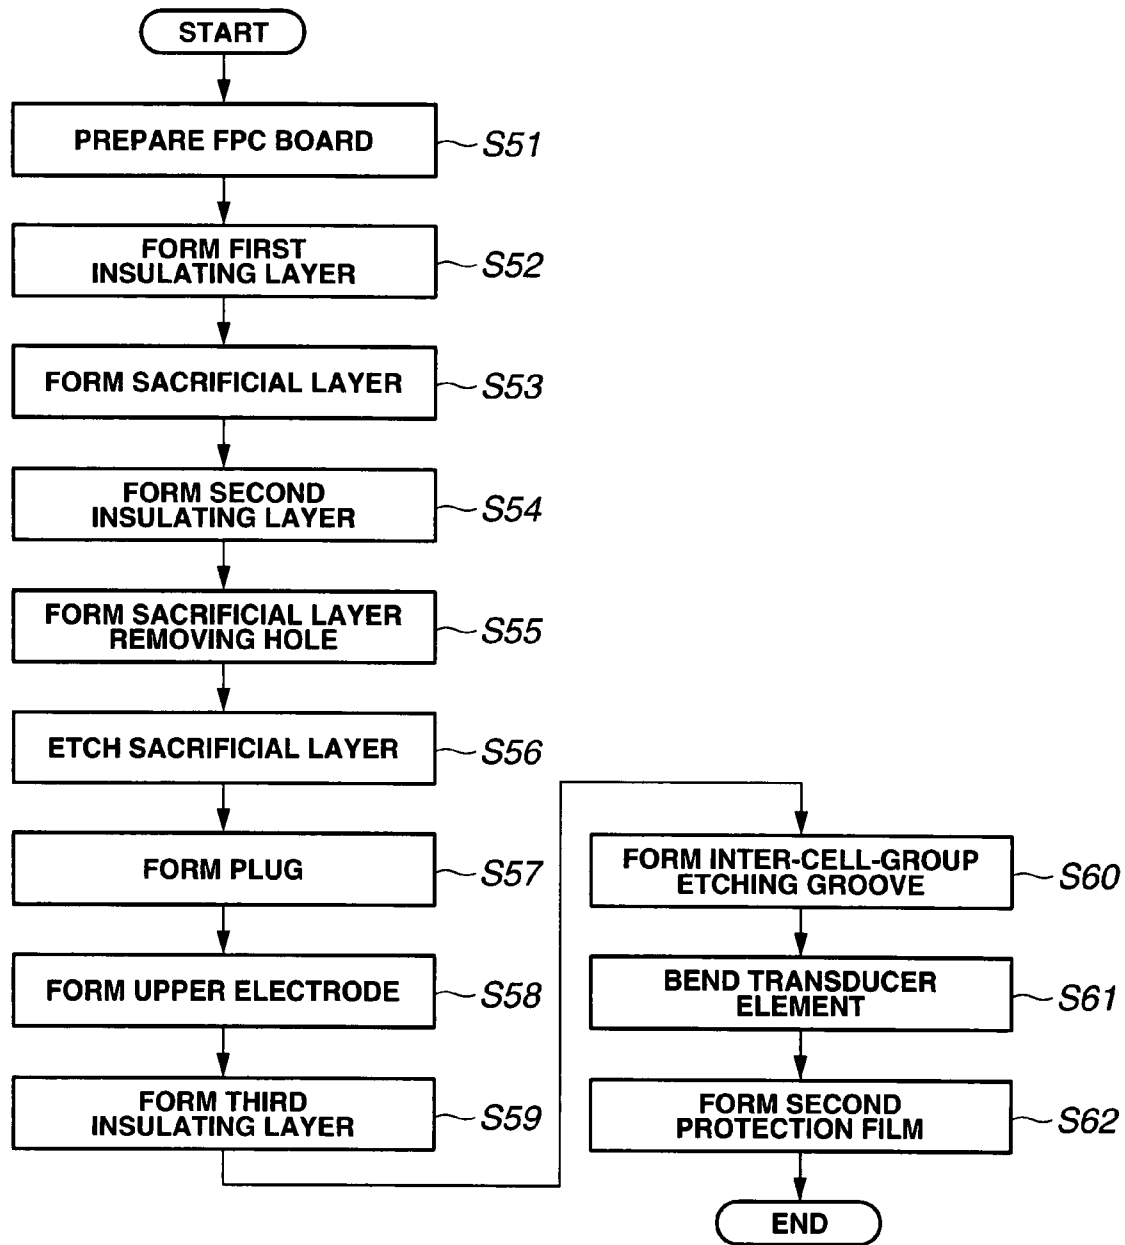 START
PREPARE FPC BOARD
S51
FORM FIRST
INSULATING LAYER
S52
FORM SACRIFICIAL LAYER
S53
FORM SECOND
INSULATING LAYER
S54
FORM SACRIFICIAL LAYER
REMOVING HOLE
S55
ETCH SACRIFICIAL LAYER
S56
FORM PLUG
S57
FORM UPPER ELECTRODE
S58
FORM THIRD
INSULATING LAYER
S59
FORM INTER-CELL-GROUP
ETCHING GROOVE
S60
BEND TRANSDUCER
ELEMENT
S61
FORM SECOND
PROTECTION FILM
S62
END